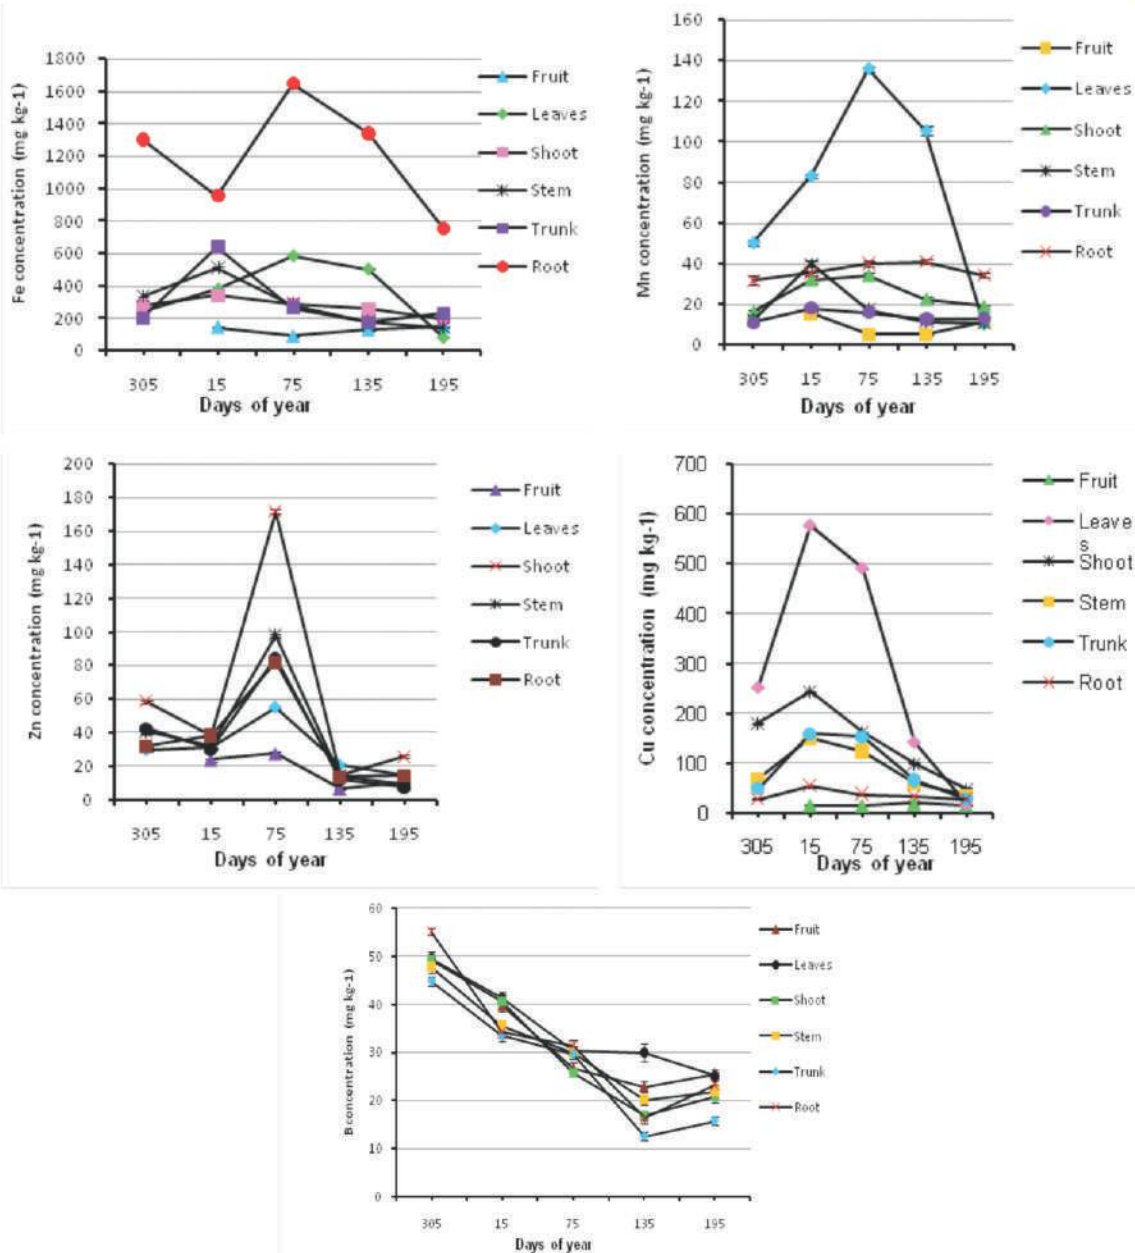 Fe concentration (mg kg-1)
1800
1600
1400
1200
1000
800
600
400
200
0
305 15 75 135 195
Days of year
Fruit
Leaves
Shoot
Stem
Trunk
Root
Mn concentration (mg kg-1)
160
140
120
100
80
60
40
20
0
305 15 75 135 195
Days of year
Fruit
Leaves
Shoot
Stem
Trunk
Root
Zn concentration (mg kg-1)
200
180
160
140
120
100
80
60
40
20
0
305 15 75 135 195
Days of year
Fruit
Leaves
Shoot
Stem
Trunk
Root
Cu concentration (mg kg-1)
700
600
500
400
300
200
100
0
305 15 75 135 195
Days of year
Fruit
Leave
s
Shoot
Stem
Trunk
Root
Bconcentration (mg kg-1)
60
50
40
30
20
10
0
305 15 75 135 195
Days of year
Fruit
Leaves
Shoot
Stem
Trunk
Root